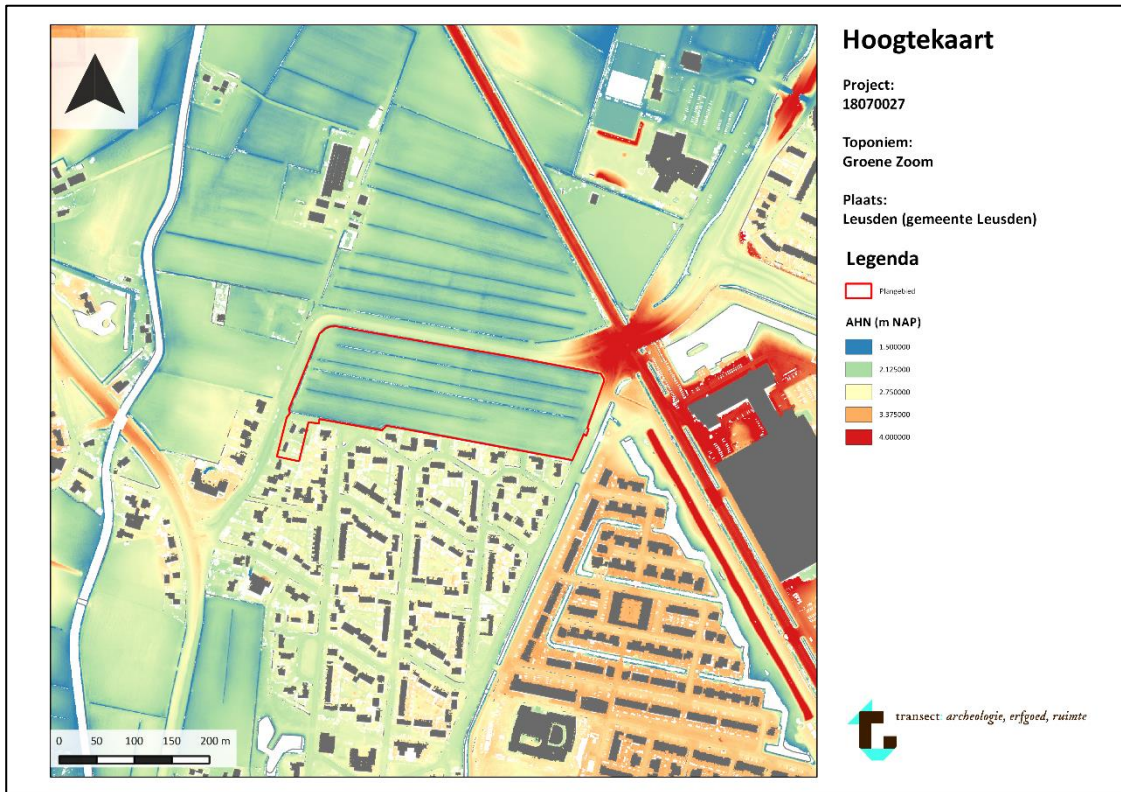 Hoogtekaart
Project:
18070027
Toponiem:
Groene Zoom
Plaats:
Leusden (gemeente Leusden)
Legenda
Plangebied
AHN (m NAP)
1.500000
2.125000
2.750000
3.375000
4.000000
0 50 100 150 200 m
transect: archeologie, erfgoed, ruimte